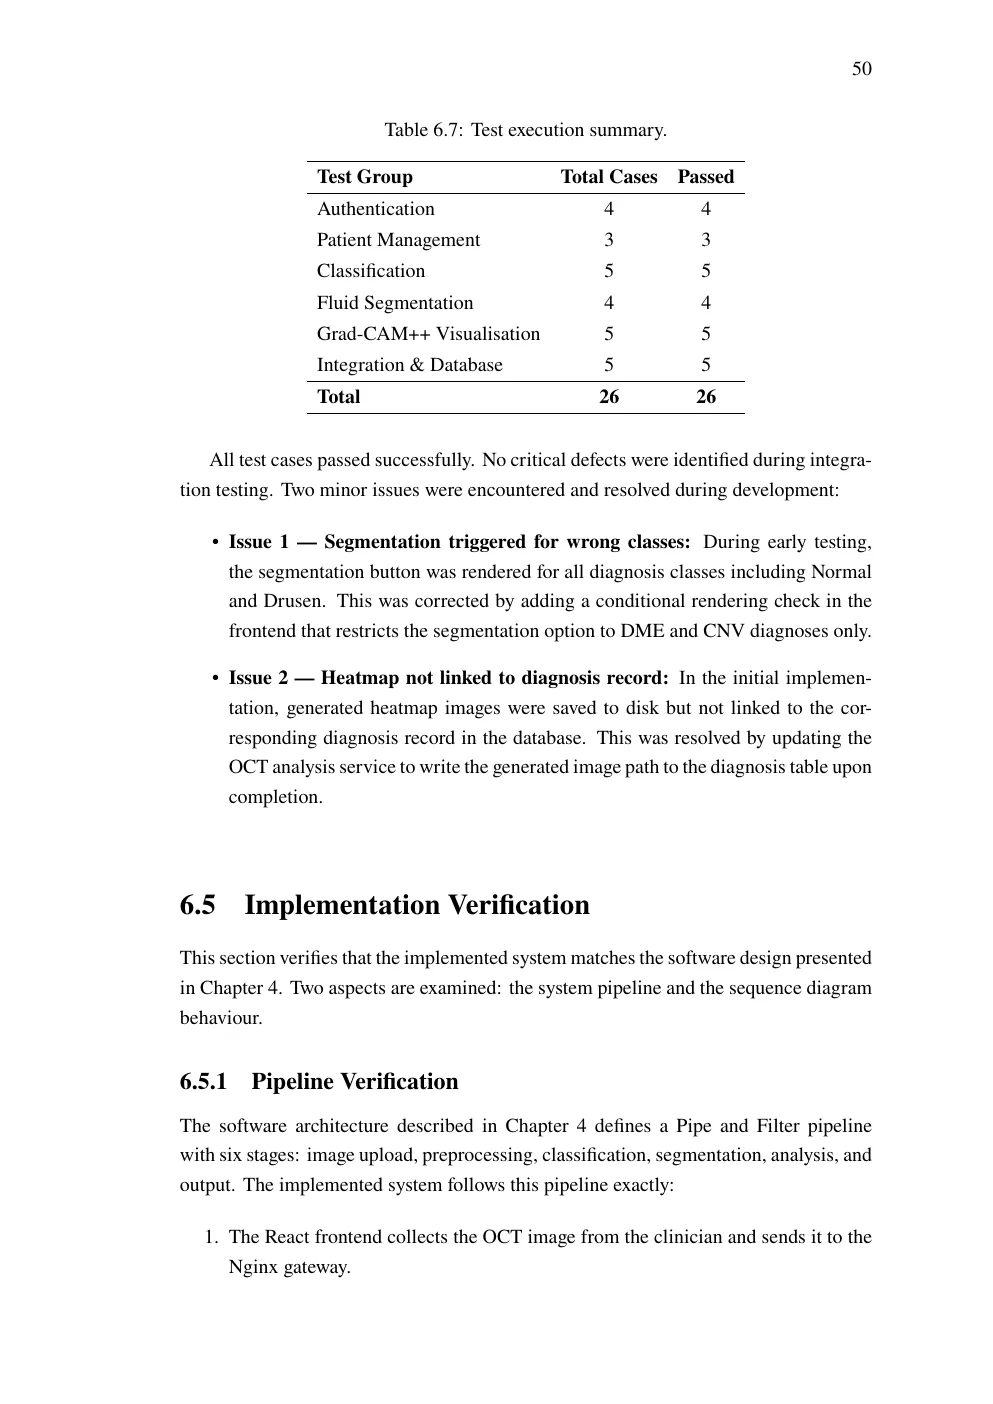 50
Table 6.7: Test execution summary.
Test Group Total Cases Passed
Authentication 4 4
Patient Management 3 3
Classification 5 5
Fluid Segmentation 4 4
Grad-CAM++ Visualisation 5 5
Integration & Database 5 5
Total 26 26
All test cases passed successfully. No critical defects were identified during integra-
tion testing. Two minor issues were encountered and resolved during development:
• Issue 1 — Segmentation triggered for wrong classes: During early testing,
the segmentation button was rendered for all diagnosis classes including Normal
and Drusen. This was corrected by adding a conditional rendering check in the
frontend that restricts the segmentation option to DME and CNV diagnoses only.
• Issue 2 — Heatmap not linked to diagnosis record: In the initial implemen-
tation, generated heatmap images were saved to disk but not linked to the cor-
responding diagnosis record in the database. This was resolved by updating the
OCT analysis service to write the generated image path to the diagnosis table upon
completion.
6.5 Implementation Verification
This section verifies that the implemented system matches the software design presented
in Chapter 4. Two aspects are examined: the system pipeline and the sequence diagram
behaviour.
6.5.1 Pipeline Verification
The software architecture described in Chapter 4 defines a Pipe and Filter pipeline
with six stages: image upload, preprocessing, classification, segmentation, analysis, and
output. The implemented system follows this pipeline exactly:
1. The React frontend collects the OCT image from the clinician and sends it to the
Nginx gateway.